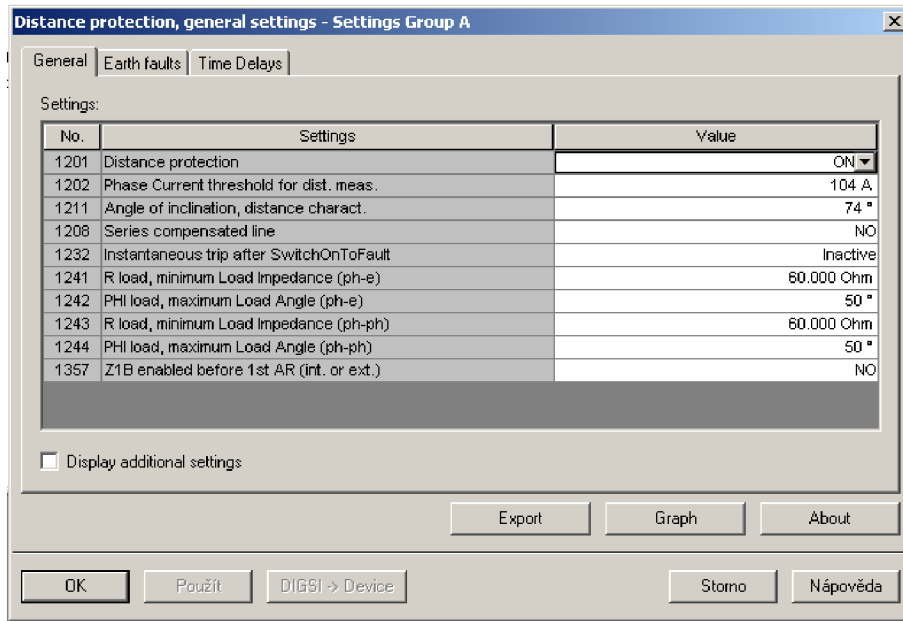 Distance protection, general settings - Settings Group A
General Earth faults Time Delays
Settings:
No. Settings Value
1201 Distance protection ON
1202 Phase Current threshold for dist. meas. 104 A
1211 Angle of inclination, distance charact. 74 °
1208 Series compensated line NO
1232 Instantaneous trip after SwitchOnToFault Inactive
1241 R load, minimum Load Impedance (ph-e) 60.000 Ohm
1242 PHI load, maximum Load Angle (ph-e) 50 °
1243 R load, minimum Load Impedance (ph-ph) 60.000 Ohm
1244 PHI load, maximum Load Angle (ph-ph) 50 °
1357 Z1B enabled before 1st AR (int. or ext.) NO
Display additional settings
Export Graph About
OK Použít DIGSI -> Device Storno Nápověda